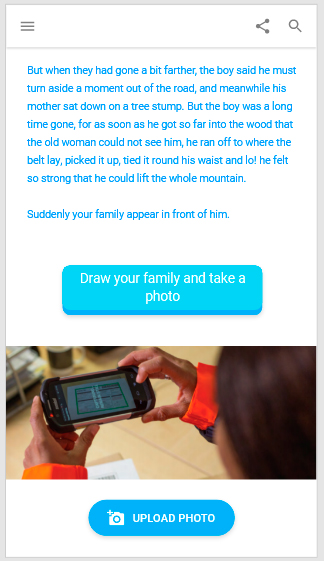 But when they had gone a bit farther, the boy said he must
turn aside a moment out of the road, and meanwhile his
mother sat down on a tree stump. But the boy was a long
time gone, for as soon as he got so far into the wood that
the old woman could not see him, he ran off to where the
belt lay, picked it up, tied it round his waist and lo! he felt
so strong that he could lift the whole mountain.
Suddenly your family appear in front of him.
Draw your family and take a
photo
UPLOAD PHOTO